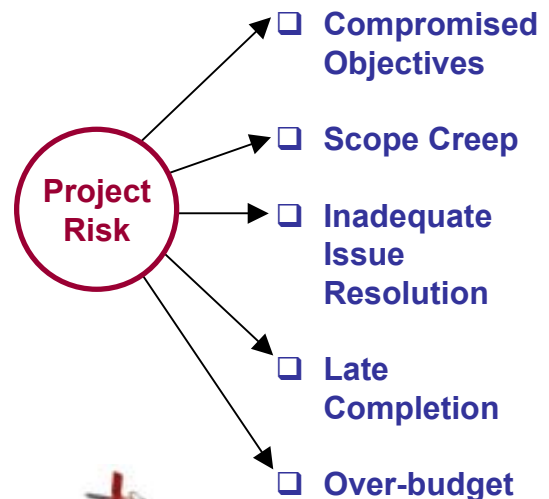 Project
Risk
❑ Compromised
Objectives
❑ Scope Creep
❑ Inadequate
Issue
Resolution
❑ Late
Completion
❑ Over-budget